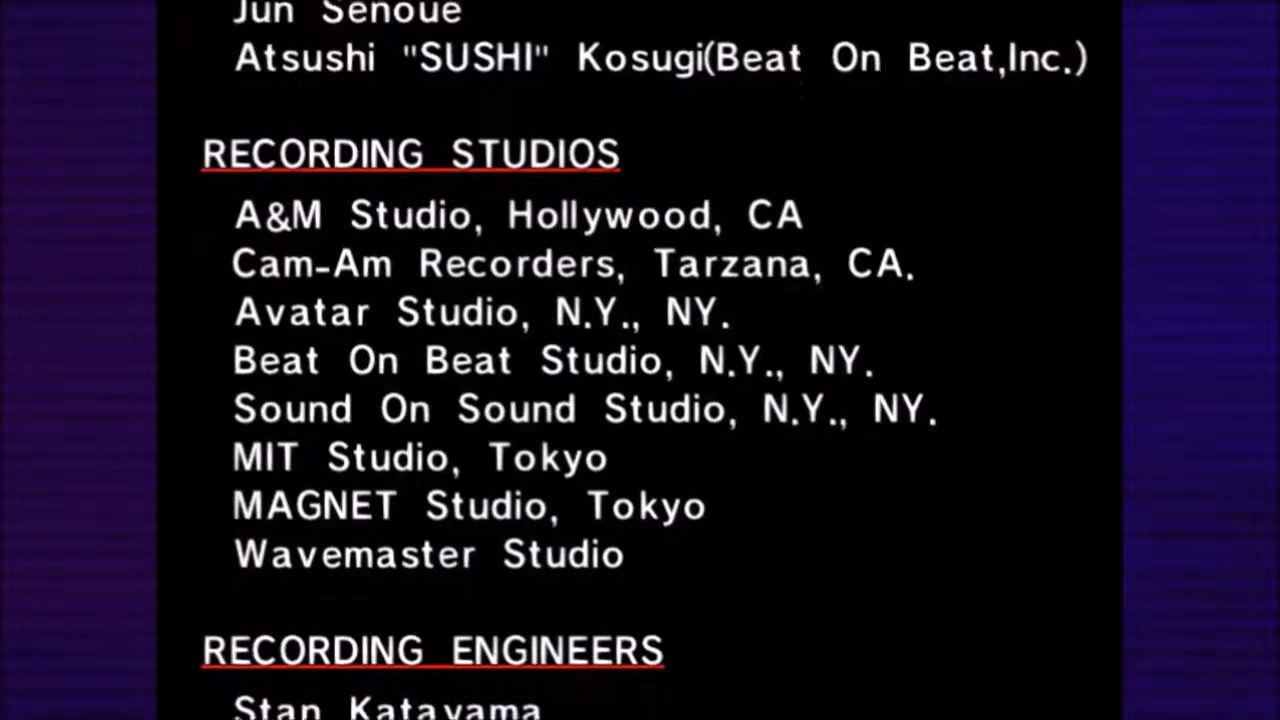 Jun Senoue
Atsushi "SUSHI" Kosugi(Beat On Beat,Inc.)
RECORDING STUDIOS
A&M Studio, Hollywood, CA
Cam-Am Recorders, Tarzana, CA.
Avatar Studio, N.Y., NY.
Beat On Beat Studio, N.Y., NY.
Sound On Sound Studio, N.Y., NY.
MIT Studio, Tokyo
MAGNET Studio, Tokyo
Wavemaster Studio
RECORDING ENGINEERS
Stan Katayama